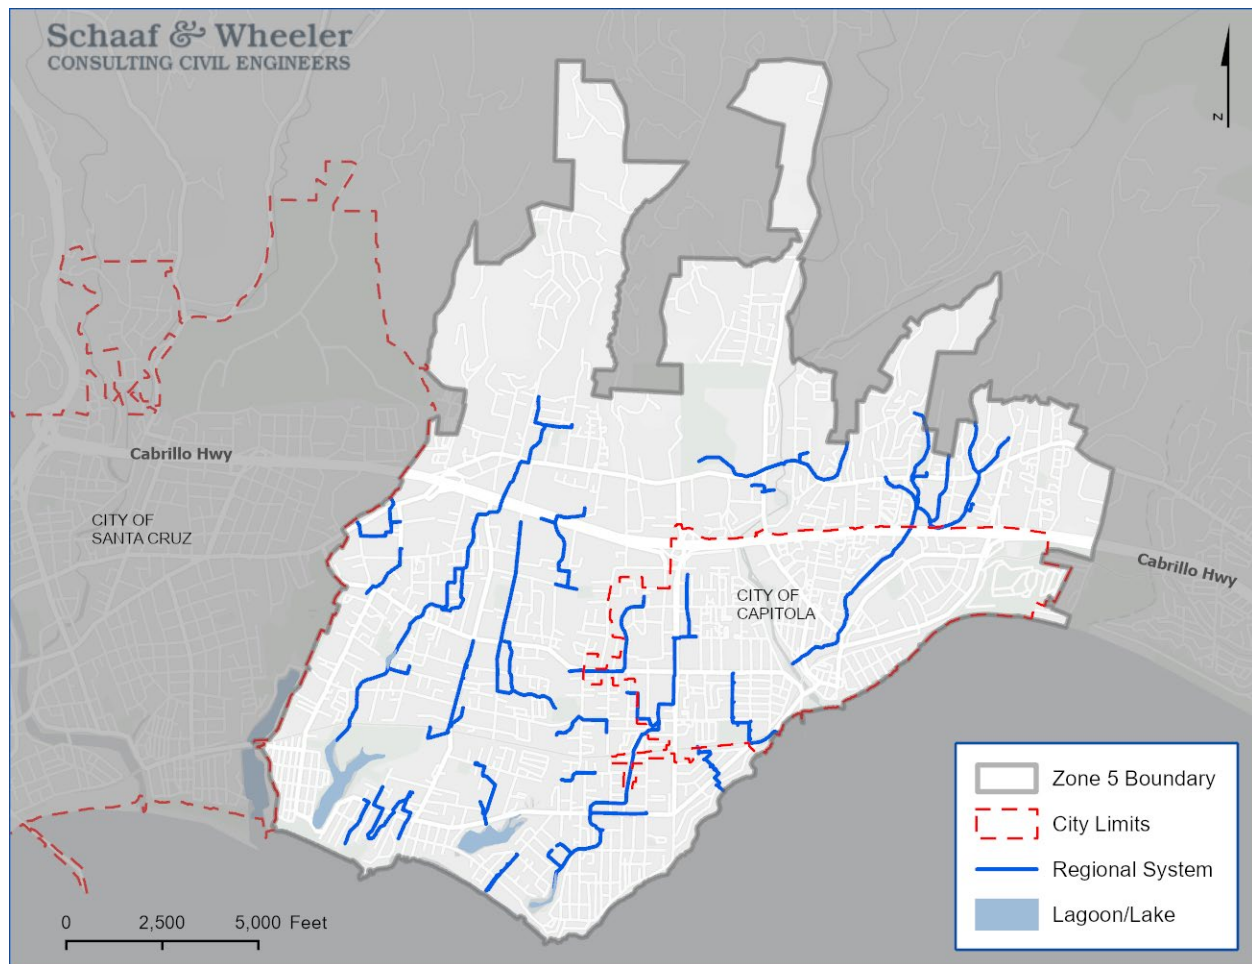 Schaaf & Wheeler
CONSULTING CIVIL ENGINEERS
N
Cabrillo Hwy
CITY OF
SANTA CRUZ
Cabrillo Hwy
CITY OF
CAPITOLA
Zone 5 Boundary
City Limits
Regional System
Lagoon/Lake
0 2,500 5,000 Feet